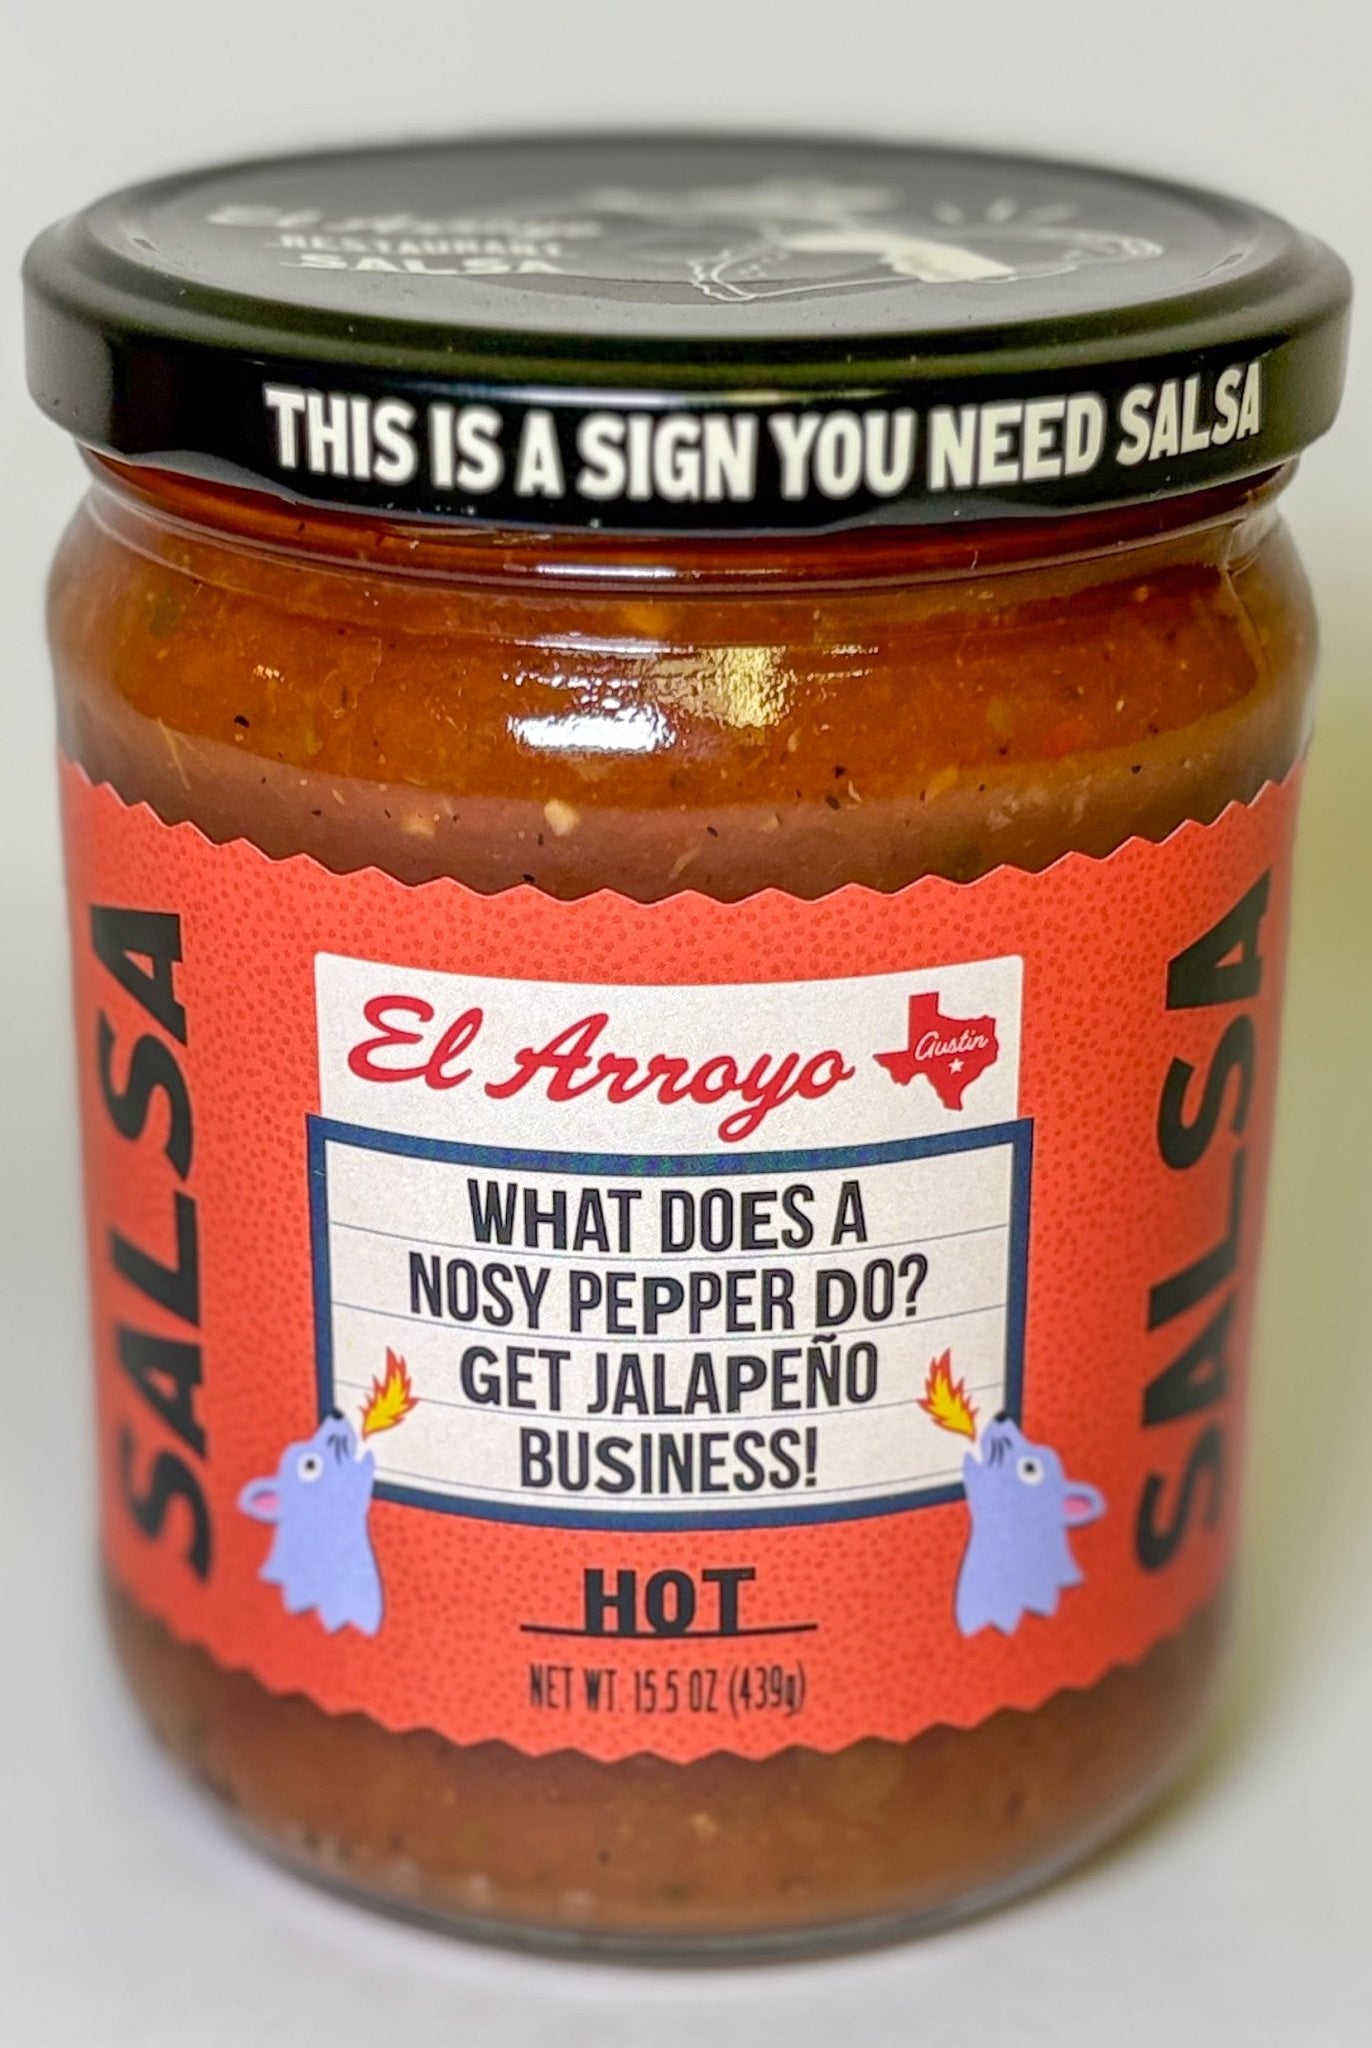 El Arroyo
RESTAURANT
SALSA
THIS IS A SIGN YOU NEED SALSA
SALSA
El Arroyo
Austin
WHAT DOES A
NOSY PEPPER DO?
GET JALAPEÑO
BUSINESS!
HOT
NET WT. 15.5 OZ (439g)
SALSA